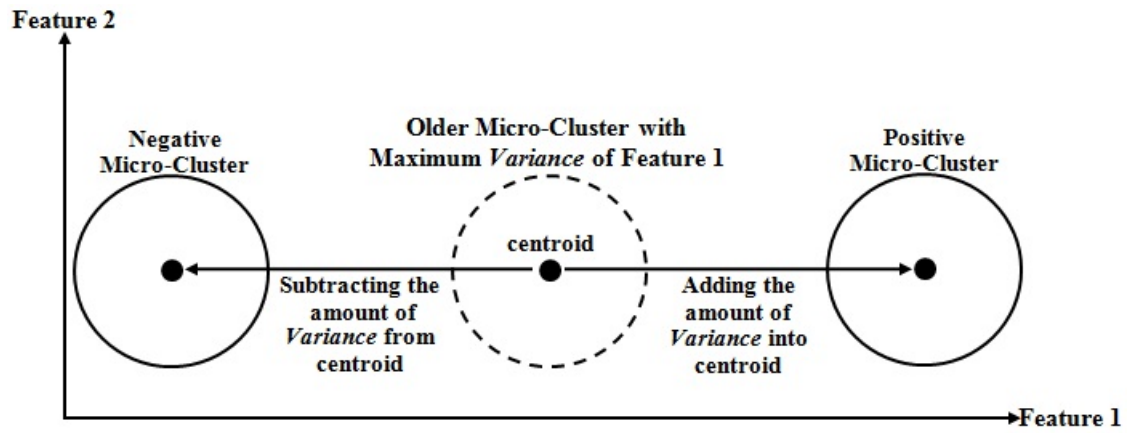 Feature 2
Negative
Micro-Cluster
Older Micro-Cluster with
Maximum Variance of Feature 1
Positive
Micro-Cluster
centroid
Subtracting the
amount of
Variance from
centroid
Adding the
amount of
Variance into
centroid
Feature 1